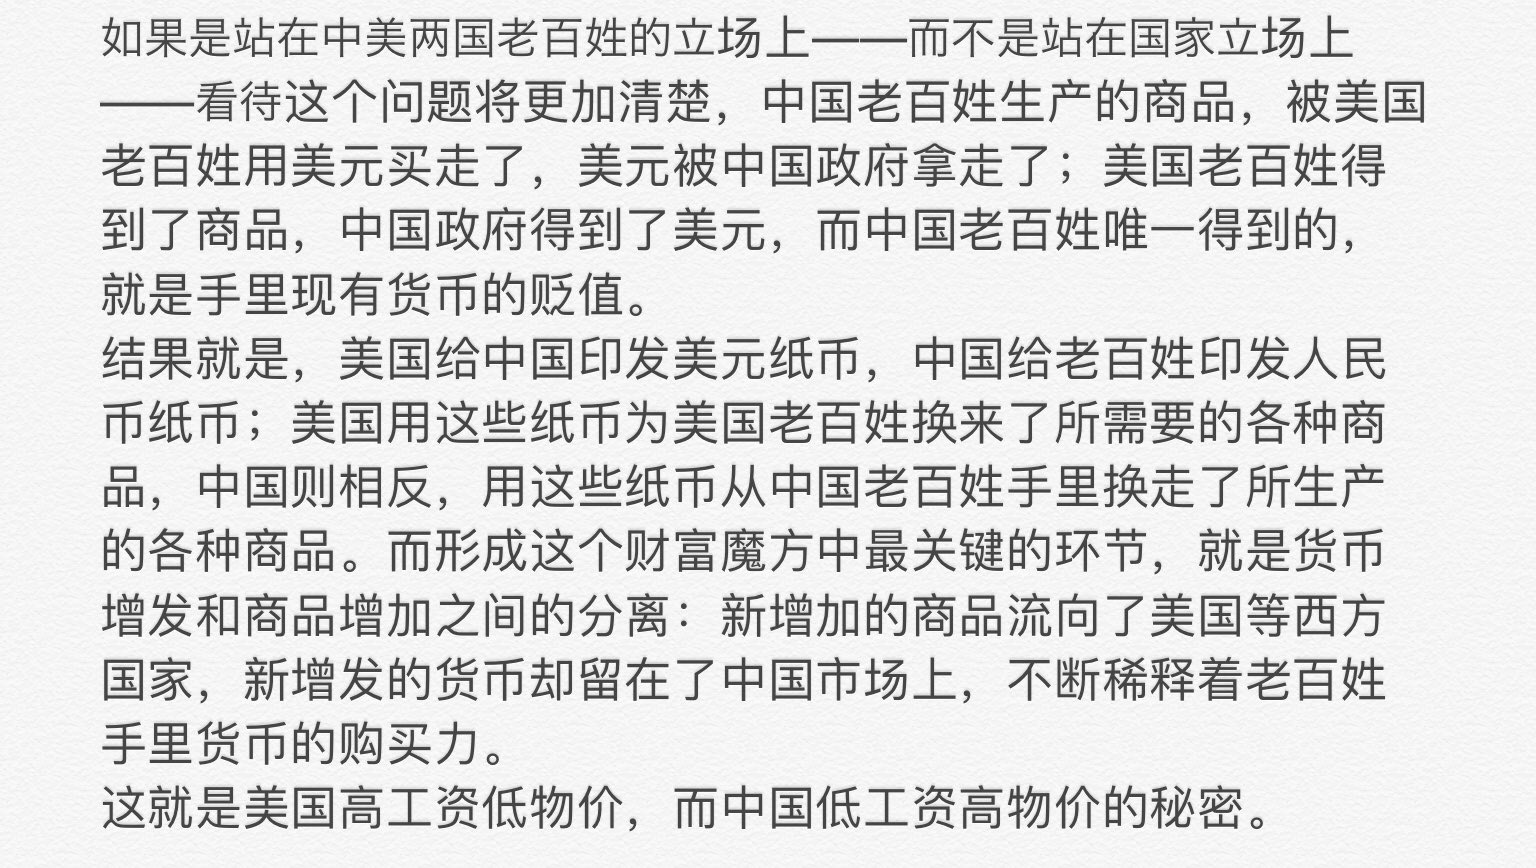 如果是站在中美两国老百姓的立场上——而不是站在国家立场上
——看待这个问题将更加清楚，中国老百姓生产的商品，被美国
老百姓用美元买走了，美元被中国政府拿走了；美国老百姓得
到了商品，中国政府得到了美元，而中国老百姓唯一得到的，
就是手里现有货币的贬值。
结果就是，美国给中国印发美元纸币，中国给老百姓印发人民
币纸币；美国用这些纸币为美国老百姓换来了所需要的各种商
品，中国则相反，用这些纸币从中国老百姓手里换走了所生产
的各种商品。而形成这个财富魔方中最关键的环节，就是货币
增发和商品增加之间的分离：新增加的商品流向了美国等西方
国家，新增发的货币却留在了中国市场上，不断稀释着老百姓
手里货币的购买力。
这就是美国高工资低物价，而中国低工资高物价的秘密。